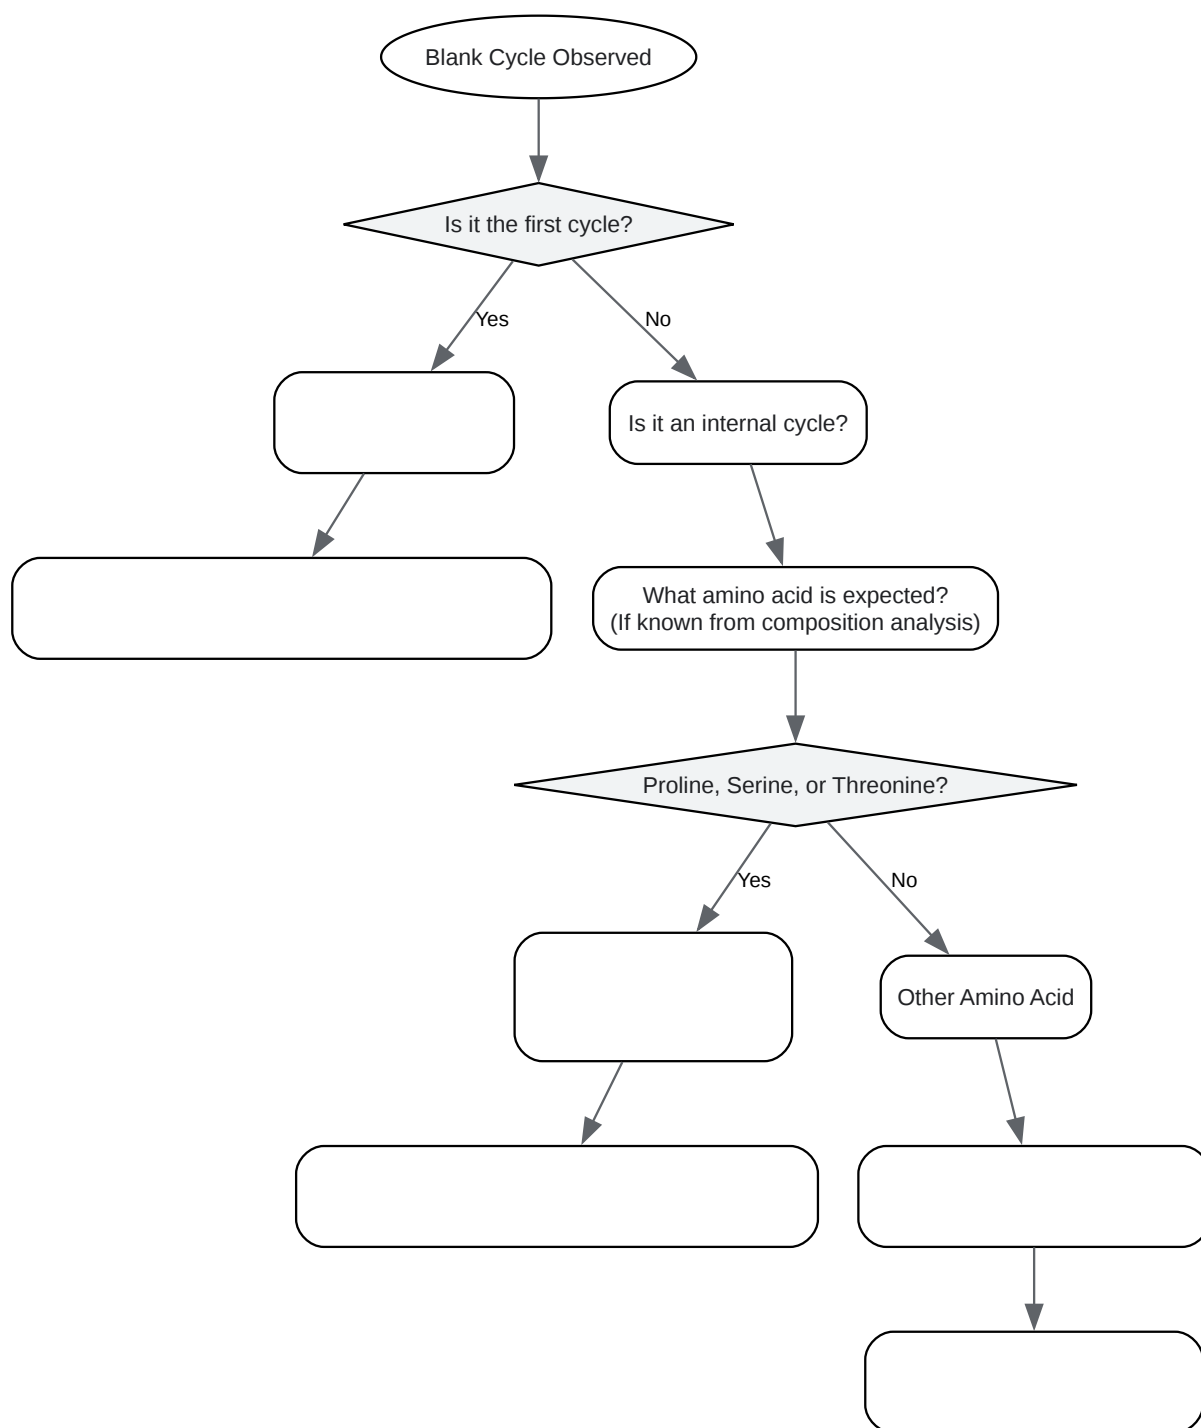 Blank Cycle Observed
Is it the first cycle?
Yes
No
Is it an internal cycle?
What amino acid is expected?
(If known from composition analysis)
Proline, Serine, or Threonine?
Yes
No
Other Amino Acid